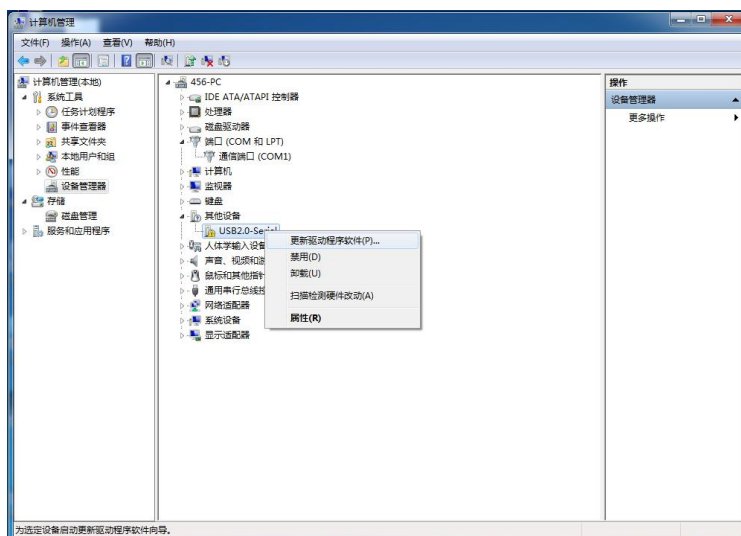 计算机管理
文件(F) 操作(A) 查看(V) 帮助(H)
计算机管理(本地)
系统工具
任务计划程序
事件查看器
共享文件夹
本地用户和组
性能
设备管理器
存储
磁盘管理
服务和应用程序
456-PC
IDE ATA/ATAPI 控制器
处理器
磁盘驱动器
端口 (COM 和 LPT)
通信端口 (COM1)
计算机
监视器
键盘
其他设备
USB2.0-Serial
人体学输入设备
声音、视频和游
鼠标和其他指针
通用串行总线控
网络适配器
系统设备
显示适配器
更新驱动程序软件(P)...
禁用(D)
卸载(U)
扫描检测硬件改动(A)
属性(R)
操作
设备管理器
更多操作
为选定设备启动更新驱动程序软件向导。